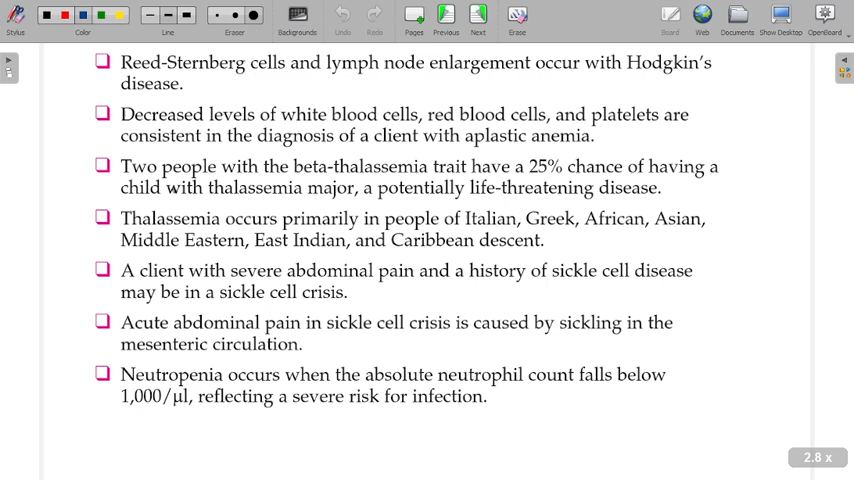 Stylus
Color
Line
Eraser
Backgrounds
Undo
Redo
Pages
Previous
Next
Erase
Board
Web
Documents
Show Desktop
OpenBoard
Reed-Sternberg cells and lymph node enlargement occur with Hodgkin's
disease.
Decreased levels of white blood cells, red blood cells, and platelets are
consistent in the diagnosis of a client with aplastic anemia.
Two people with the beta-thalassemia trait have a 25% chance of having a
child with thalassemia major, a potentially life-threatening disease.
Thalassemia occurs primarily in people of Italian, Greek, African, Asian,
Middle Eastern, East Indian, and Caribbean descent.
A client with severe abdominal pain and a history of sickle cell disease
may be in a sickle cell crisis.
Acute abdominal pain in sickle cell crisis is caused by sickling in the
mesenteric circulation.
Neutropenia occurs when the absolute neutrophil count falls below
1,000/μl, reflecting a severe risk for infection.
2.8 x